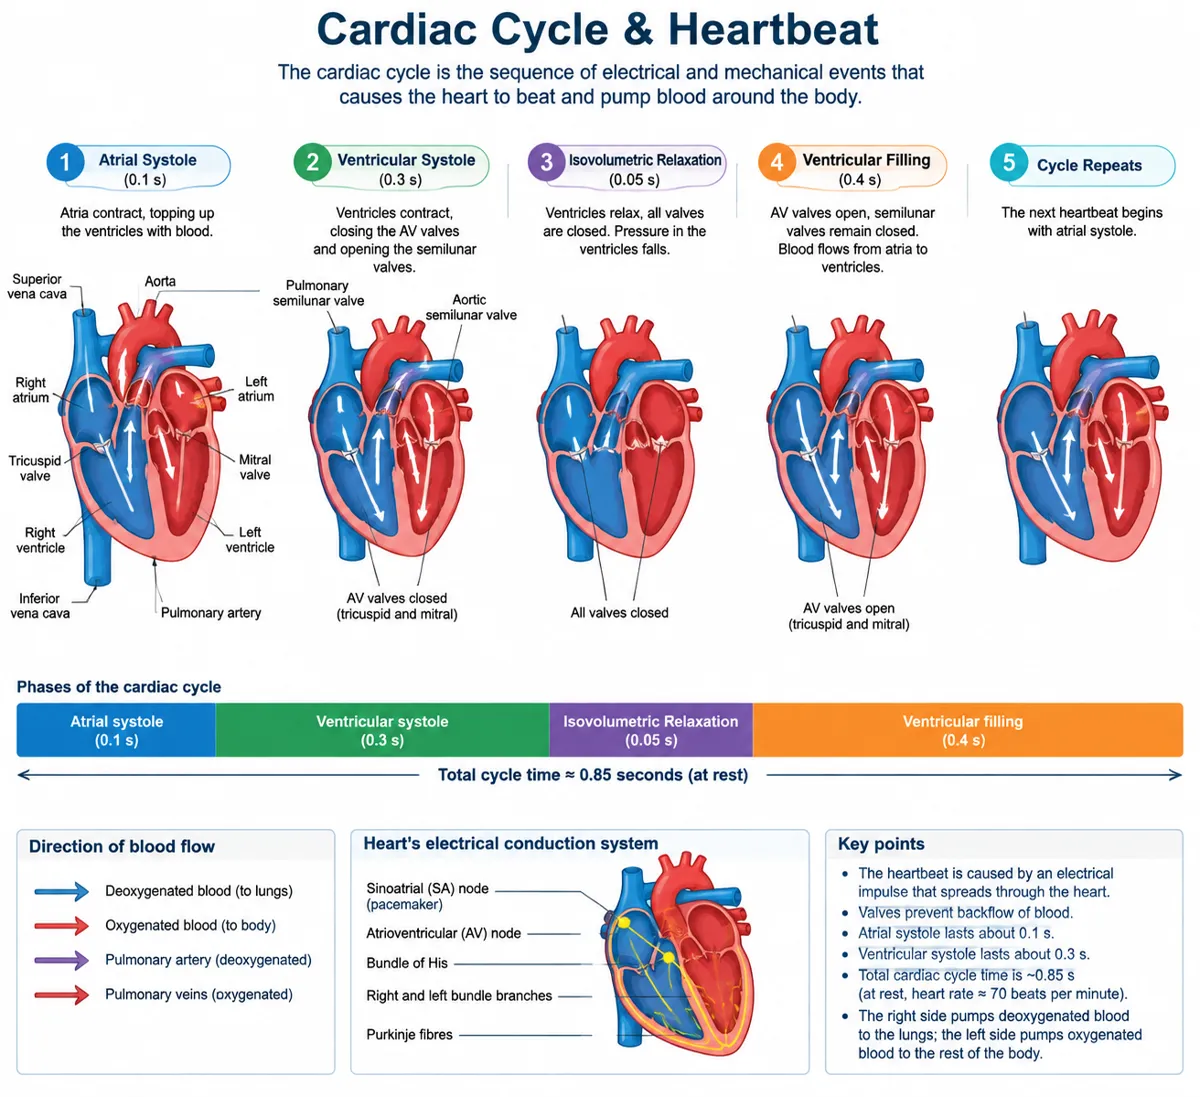 Cardiac Cycle & Heartbeat
The cardiac cycle is the sequence of electrical and mechanical events that
causes the heart to beat and pump blood around the body.
1
Atrial Systole
(0.1 s)
Atria contract, topping up
the ventricles with blood.
2
Ventricular Systole
(0.3 s)
Ventricles contract,
closing the AV valves
and opening the semilunar
valves.
3
Isovolumetric Relaxation
(0.05 s)
Ventricles relax, all valves
are closed. Pressure in the
ventricles falls.
4
Ventricular Filling
(0.4 s)
AV valves open, semilunar
valves remain closed.
Blood flows from atria to
ventricles.
5
Cycle Repeats
The next heartbeat begins
with atrial systole.
Superior
vena cava
Aorta
Right
atrium
Left
atrium
Tricuspid
valve
Mitral
valve
Right
ventricle
Left
ventricle
Inferior
vena cava
Pulmonary artery
Pulmonary
semilunar valve
Aortic
semilunar valve
AV valves closed
(tricuspid and mitral)
All valves closed
AV valves open
(tricuspid and mitral)
Phases of the cardiac cycle
Atrial systole
(0.1 s)
Ventricular systole
(0.3 s)
Isovolumetric Relaxation
(0.05 s)
Ventricular filling
(0.4 s)
Total cycle time ≈ 0.85 seconds (at rest)
Direction of blood flow
Deoxygenated blood (to lungs)
Oxygenated blood (to body)
Pulmonary artery (deoxygenated)
Pulmonary veins (oxygenated)
Heart's electrical conduction system
Sinoatrial (SA) node
(pacemaker)
Atrioventricular (AV) node
Bundle of His
Right and left bundle branches
Purkinje fibres
Key points
• The heartbeat is caused by an electrical
impulse that spreads through the heart.
• Valves prevent backflow of blood.
• Atrial systole lasts about 0.1 s.
• Ventricular systole lasts about 0.3 s.
• Total cardiac cycle time is ~0.85 s
(at rest, heart rate ≈ 70 beats per minute).
• The right side pumps deoxygenated blood
to the lungs; the left side pumps oxygenated
blood to the rest of the body.